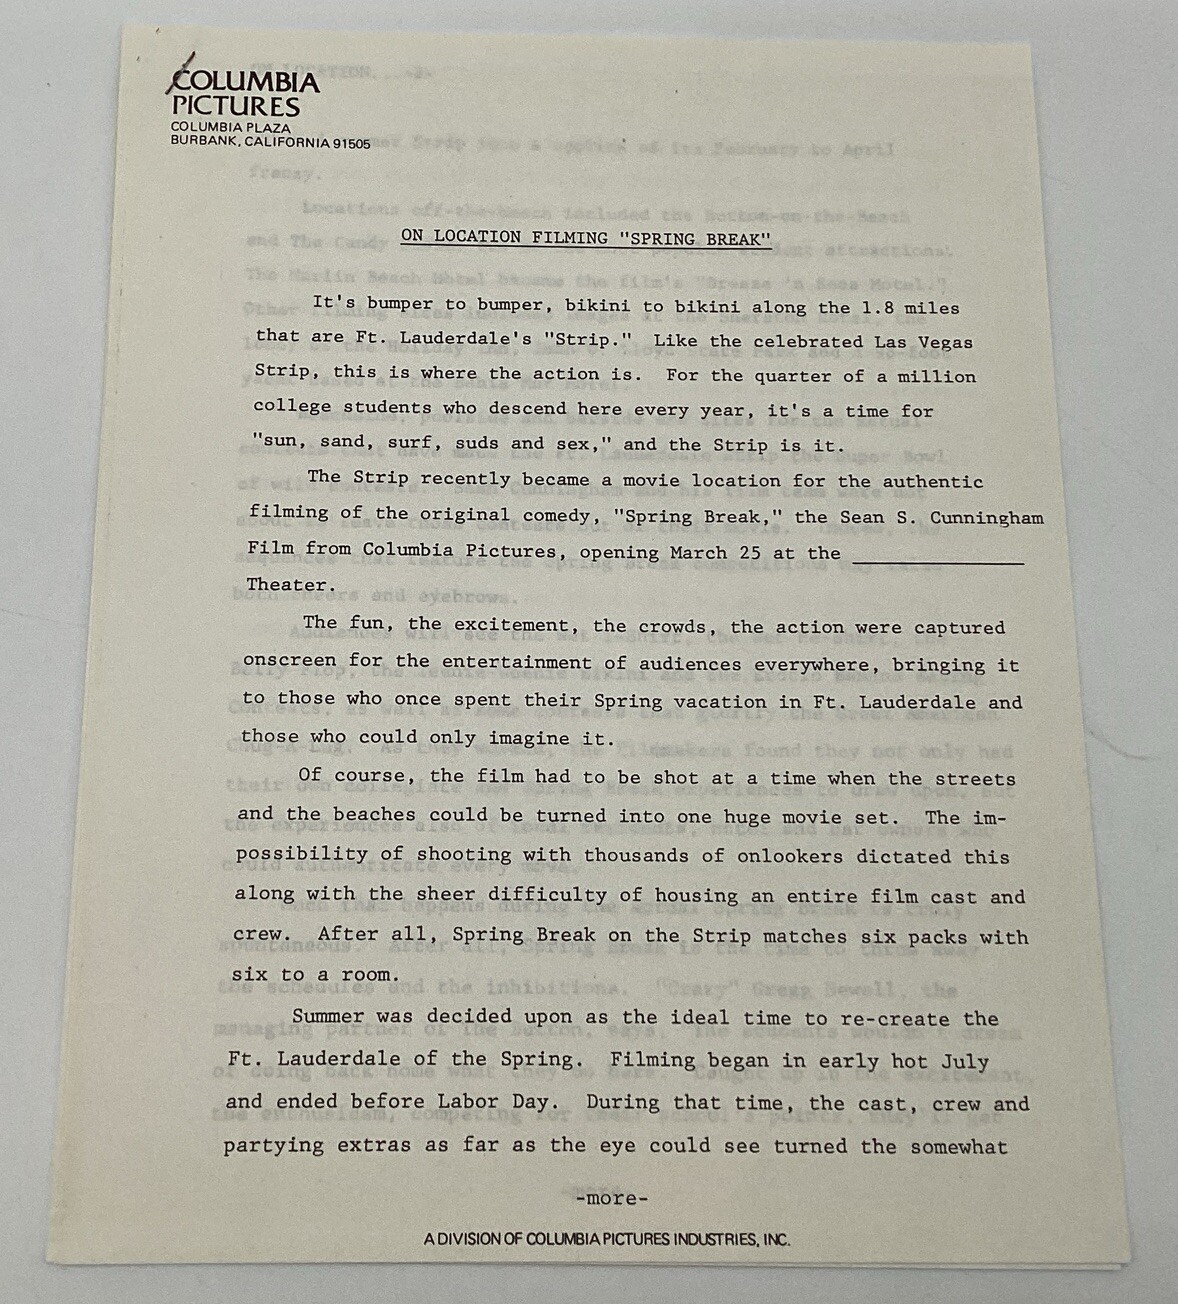 COLUMBIA
PICTURES
COLUMBIA PLAZA
BURBANK, CALIFORNIA 91505
ON LOCATION FILMING "SPRING BREAK"
It's bumper to bumper, bikini to bikini along the 1.8 miles
that are Ft. Lauderdale's "Strip." Like the celebrated Las Vegas
Strip, this is where the action is. For the quarter of a million
college students who descend here every year, it's a time for
"sun, sand, surf, suds and sex," and the Strip is it.
The Strip recently became a movie location for the authentic
filming of the original comedy, "Spring Break," the Sean S. Cunningham
Film from Columbia Pictures, opening March 25 at the
Theater.
The fun, the excitement, the crowds, the action were captured
onscreen for the entertainment of audiences everywhere, bringing it
to those who once spent their Spring vacation in Ft. Lauderdale and
those who could only imagine it.
Of course, the film had to be shot at a time when the streets
and the beaches could be turned into one huge movie set. The im-
possibility of shooting with thousands of onlookers dictated this
along with the sheer difficulty of housing an entire film cast and
crew. After all, Spring Break on the Strip matches six packs with
six to a room.
Summer was decided upon as the ideal time to re-create the
Ft. Lauderdale of the Spring. Filming began in early hot July
and ended before Labor Day. During that time, the cast, crew and
partying extras as far as the eye could see turned the somewhat
-more-
A DIVISION OF COLUMBIA PICTURES INDUSTRIES, INC.